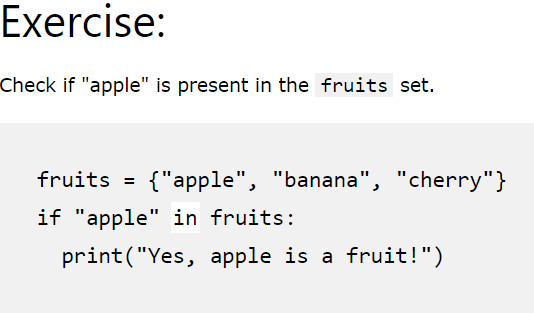 Exercise:
Check if "apple" is present in the fruits set.
fruits = {"apple", "banana", "cherry"}
if "apple" in fruits:
  print("Yes, apple is a fruit!")